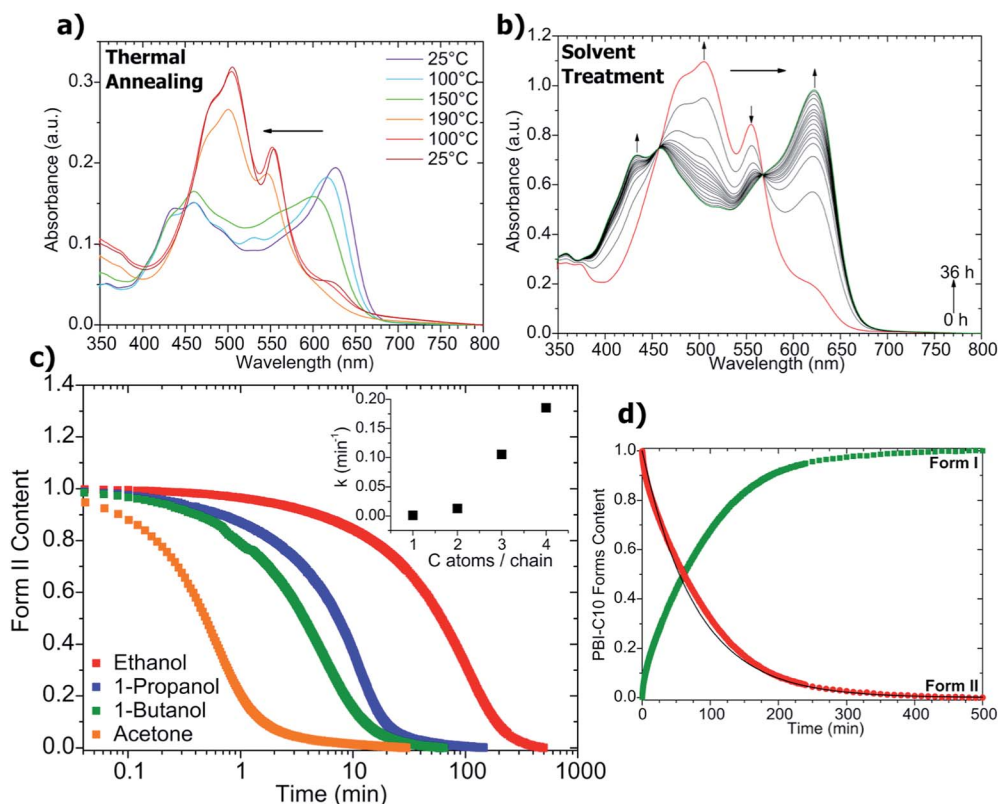 a)
Thermal
Annealing
25°C
100°C
150°C
190°C
100°C
25°C
0.3
0.2
0.1
0.0
Absorbance (a.u.)
350 400 450 500 550 600 650 700 750 800
Wavelength (nm)
b)
Solvent
Treatment
1.2
1.0
0.8
0.6
0.4
0.2
0.0
Absorbance (a.u.)
36 h
0 h
350 400 450 500 550 600 650 700 750 800
Wavelength (nm)
c)
1.4
1.2
1.0
0.8
0.6
0.4
0.2
0.0
Form II Content
Ethanol
1-Propanol
1-Butanol
Acetone
0.1 1 10 100 1000
Time (min)
0.20
0.15
0.10
0.05
0.00
k (min⁻¹)
1 2 3 4
C atoms / chain
d)
1.0
0.8
0.6
0.4
0.2
0.0
PBI-C10 Forms Content
Form I
Form II
0 100 200 300 400 500
Time (min)